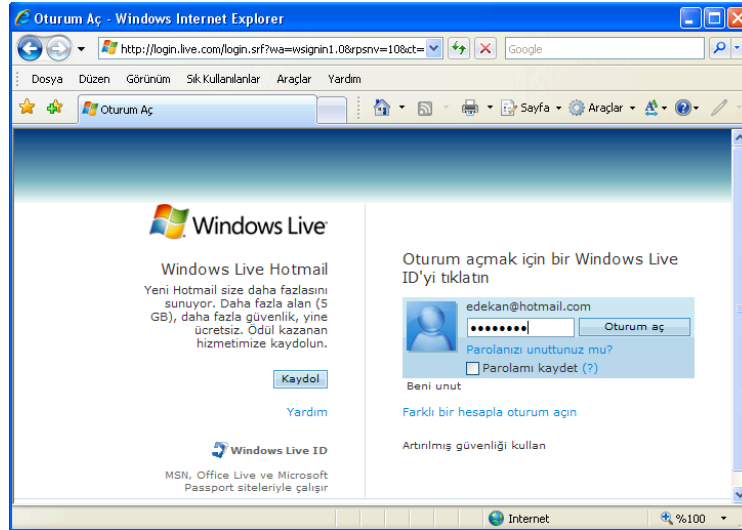 Oturum Aç - Windows Internet Explorer
http://login.live.com/login.srf?wa=wsignin1.0&rpsnv=10&ct=
Google
Dosya Düzen Görünüm Sık Kullanılanlar Araçlar Yardım
Oturum Aç
Sayfa
Araçlar
Windows Live
Windows Live Hotmail
Yeni Hotmail size daha fazlasını
sunuyor. Daha fazla alan (5
GB), daha fazla güvenlik, yine
ücretsiz. Ödül kazanan
hizmetimize kaydolun.
Kaydol
Yardım
Windows Live ID
MSN, Office Live ve Microsoft
Passport siteleriyle çalışır
Oturum açmak için bir Windows Live
ID'yi tıklatın
edekan@hotmail.com
••••••••
Oturum aç
Parolanızı unuttunuz mu?
Parolamı kaydet (?)
Beni unut
Farklı bir hesapla oturum açın
Artırılmış güvenliği kullan
Internet
%100